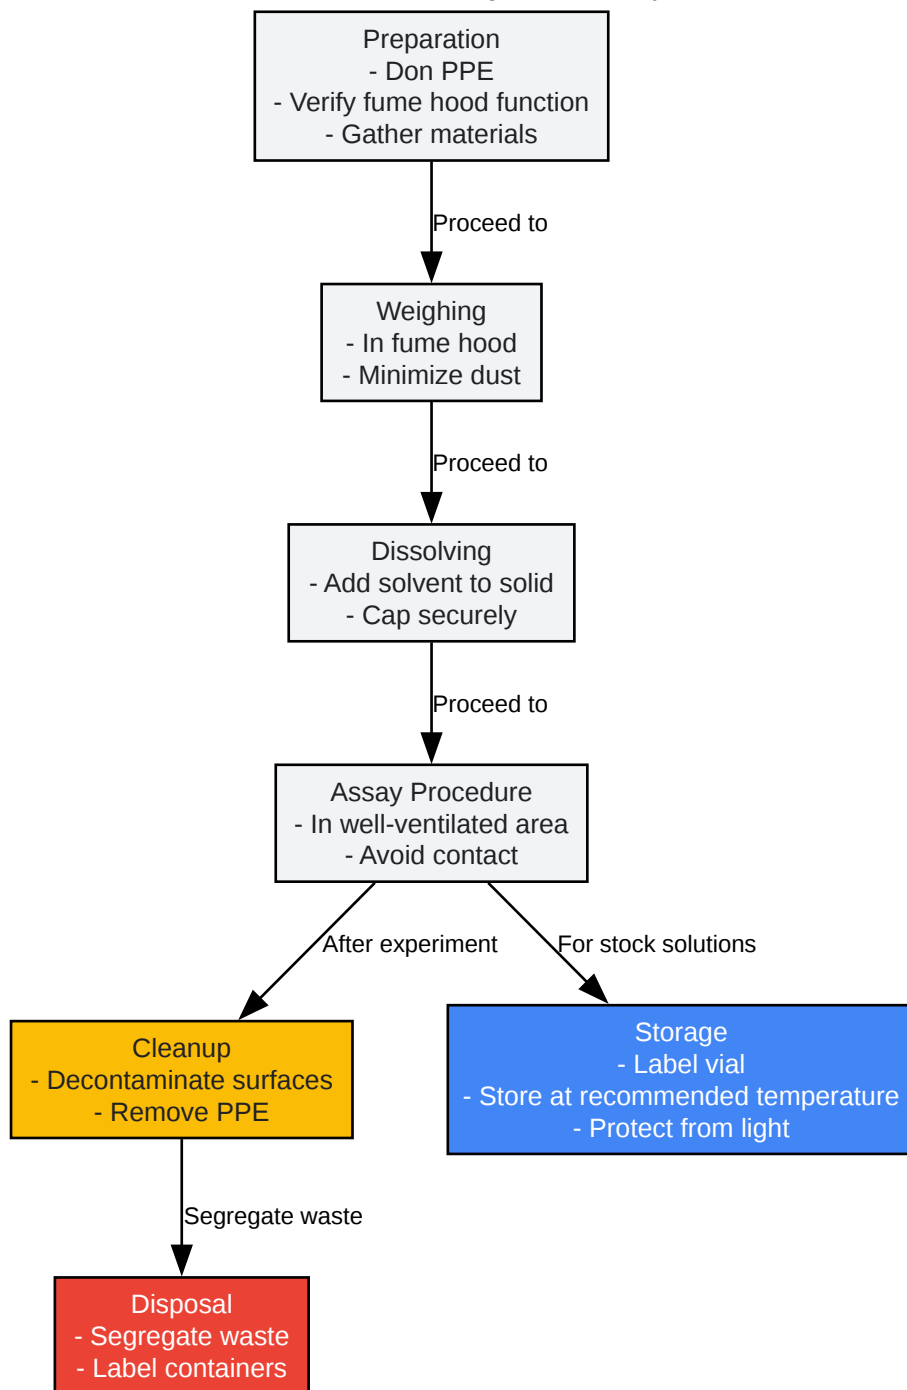 Preparation
- Don PPE
- Verify fume hood function
- Gather materials
Proceed to
Weighing
- In fume hood
- Minimize dust
Proceed to
Dissolving
- Add solvent to solid
- Cap securely
Proceed to
Assay Procedure
- In well-ventilated area
- Avoid contact
After experiment
For stock solutions
Cleanup
- Decontaminate surfaces
- Remove PPE
Storage
- Label vial
- Store at recommended temperature
- Protect from light
Segregate waste
Disposal
- Segregate waste
- Label containers